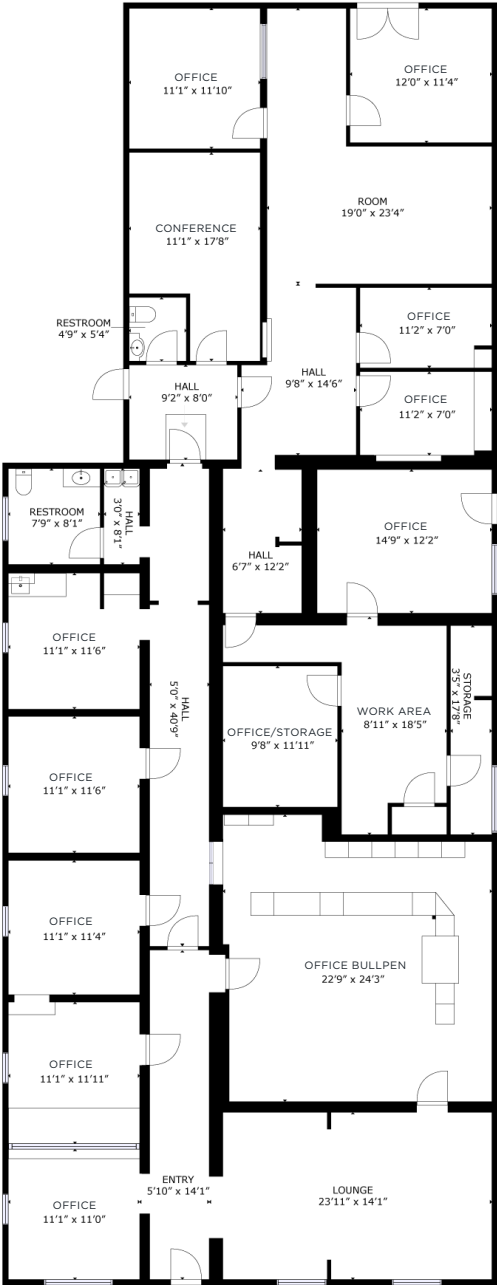 OFFICE
11'1" x 11'10"
OFFICE
12'0" x 11'4"
ROOM
19'0" x 23'4"
CONFERENCE
11'1" x 17'8"
RESTROOM
4'9" x 5'4"
OFFICE
11'2" x 7'0"
HALL
9'8" x 14'6"
HALL
9'2" x 8'0"
OFFICE
11'2" x 7'0"
RESTROOM
7'9" x 8'1"
HALL
3'0" x 8'1"
OFFICE
14'9" x 12'2"
HALL
6'7" x 12'2"
OFFICE
11'1" x 11'6"
HALL
5'0" x 40'9"
STORAGE
3'5" x 17'8"
WORK AREA
8'11" x 18'5"
OFFICE/STORAGE
9'8" x 11'11"
OFFICE
11'1" x 11'6"
OFFICE
11'1" x 11'4"
OFFICE BULLPEN
22'9" x 24'3"
OFFICE
11'1" x 11'11"
ENTRY
5'10" x 14'1"
LOUNGE
23'11" x 14'1"
OFFICE
11'1" x 11'0"